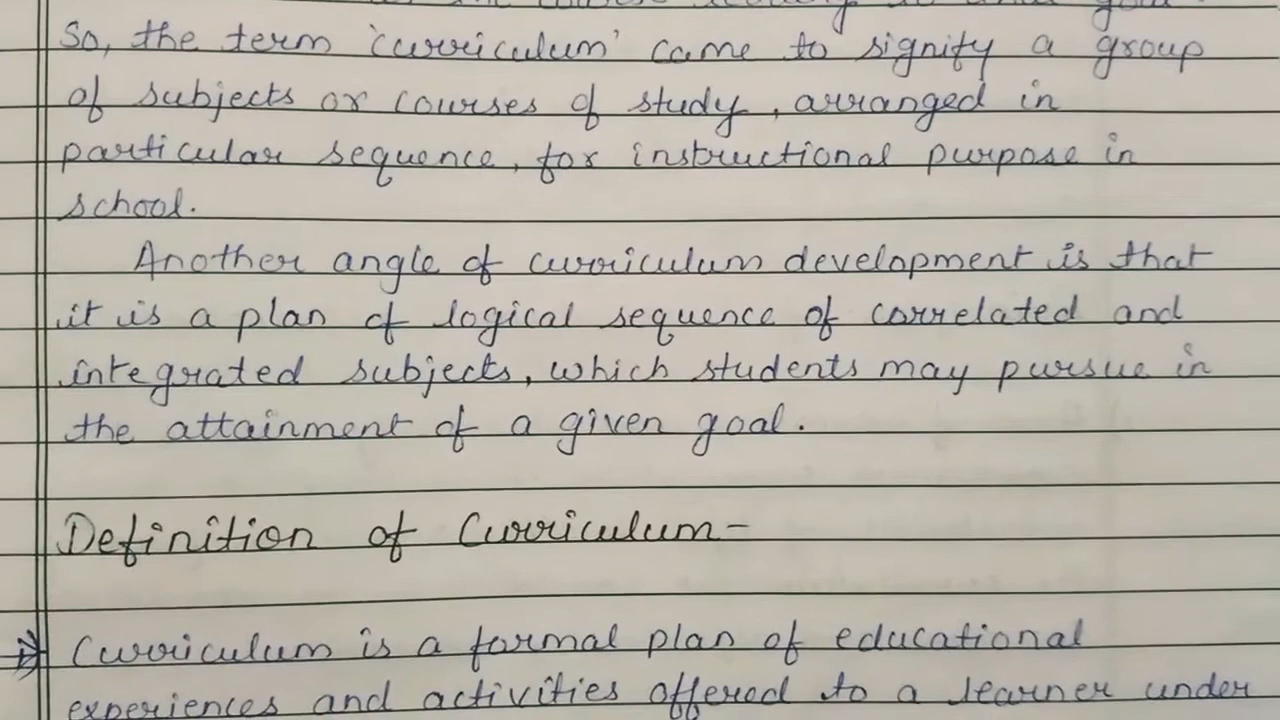 So, the term 'curriculum' came to signify a group
of subjects or courses of study, arranged in
particular sequence, for instructional purpose in
school.
Another angle of curriculum development is that
it is a plan of logical sequence of correlated and
integrated subjects, which students may pursue in
the attainment of a given goal.
Definition of Curriculum-
Curriculum is a formal plan of educational
experiences and activities offered to a learner under